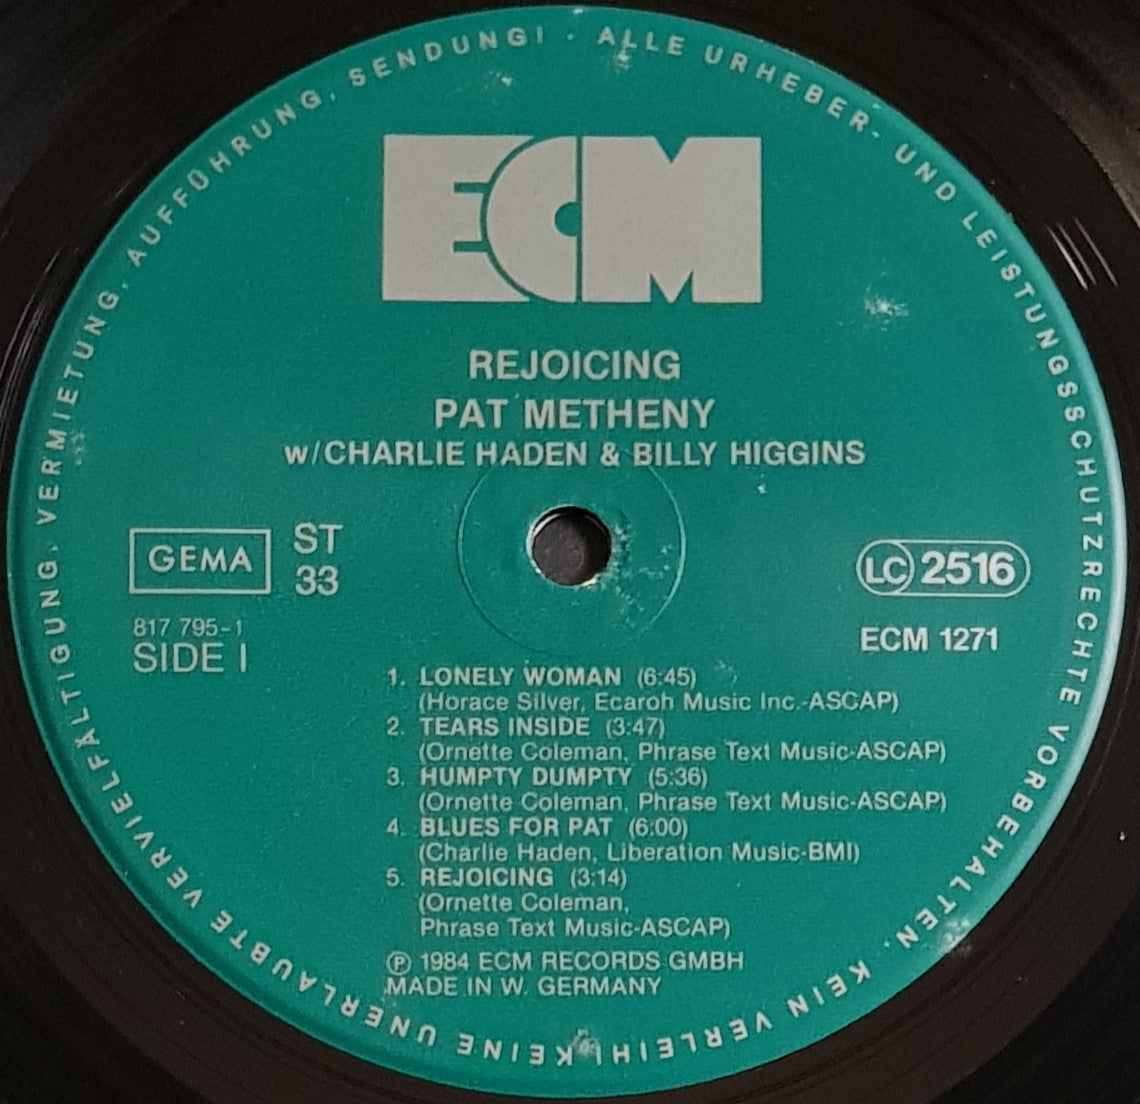 ALLE URHEBER- UND LEISTUNGSSCHUTZRECHTE VORBEHALTEN. KEIN VERLEIH! KEINE UNERLAUBTE VERVIELFÄLTIGUNG, VERMIETUNG, AUFFÜHRUNG, SENDUNG! ·
ECM
REJOICING
PAT METHENY
w/CHARLIE HADEN & BILLY HIGGINS
GEMA
ST
33
LC 2516
817 795-1
SIDE I
ECM 1271
1. LONELY WOMAN (6:45)
(Horace Silver, Ecaroh Music Inc.-ASCAP)
2. TEARS INSIDE (3:47)
(Ornette Coleman, Phrase Text Music-ASCAP)
3. HUMPTY DUMPTY (5:36)
(Ornette Coleman, Phrase Text Music-ASCAP)
4. BLUES FOR PAT (6:00)
(Charlie Haden, Liberation Music-BMI)
5. REJOICING (3:14)
(Ornette Coleman,
Phrase Text Music-ASCAP)
℗ 1984 ECM RECORDS GMBH
MADE IN W. GERMANY